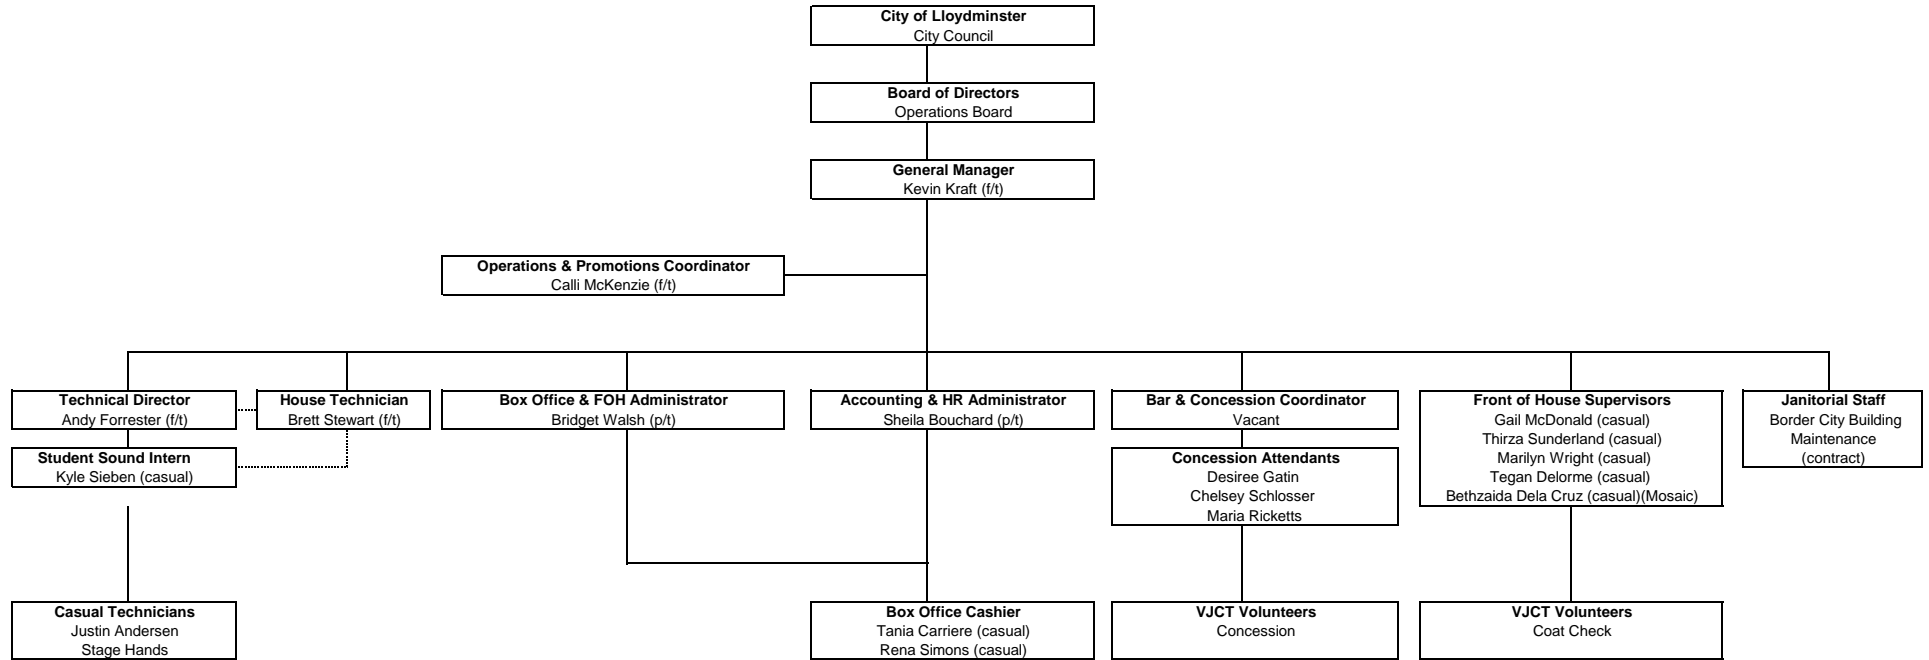 City of Lloydminster
City Council
Board of Directors
Operations Board
General Manager
Kevin Kraft (f/t)
Operations & Promotions Coordinator
Calli McKenzie (f/t)
Technical Director
Andy Forrester (f/t)
House Technician
Brett Stewart (f/t)
Box Office & FOH Administrator
Bridget Walsh (p/t)
Accounting & HR Administrator
Sheila Bouchard (p/t)
Bar & Concession Coordinator
Vacant
Front of House Supervisors
Gail McDonald (casual)
Thirza Sunderland (casual)
Marilyn Wright (casual)
Tegan Delorme (casual)
Bethzaida Dela Cruz (casual)(Mosaic)
Janitorial Staff
Border City Building
Maintenance
(contract)
Student Sound Intern
Kyle Sieben (casual)
Concession Attendants
Desiree Gatin
Chelsey Schlosser
Maria Ricketts
Casual Technicians
Justin Andersen
Stage Hands
Box Office Cashier
Tania Carriere (casual)
Rena Simons (casual)
VJCT Volunteers
Concession
VJCT Volunteers
Coat Check